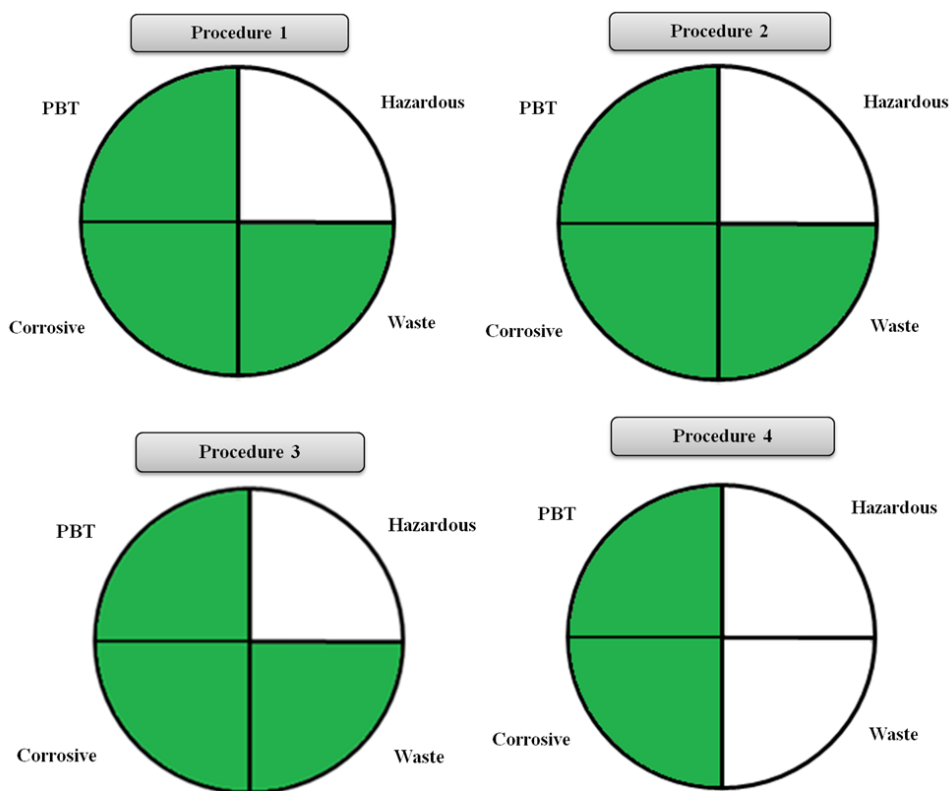 Procedure 1
Procedure 2
PBT
Hazardous
PBT
Hazardous
Corrosive
Waste
Corrosive
Waste
Procedure 3
Procedure 4
PBT
Hazardous
PBT
Hazardous
Corrosive
Waste
Corrosive
Waste